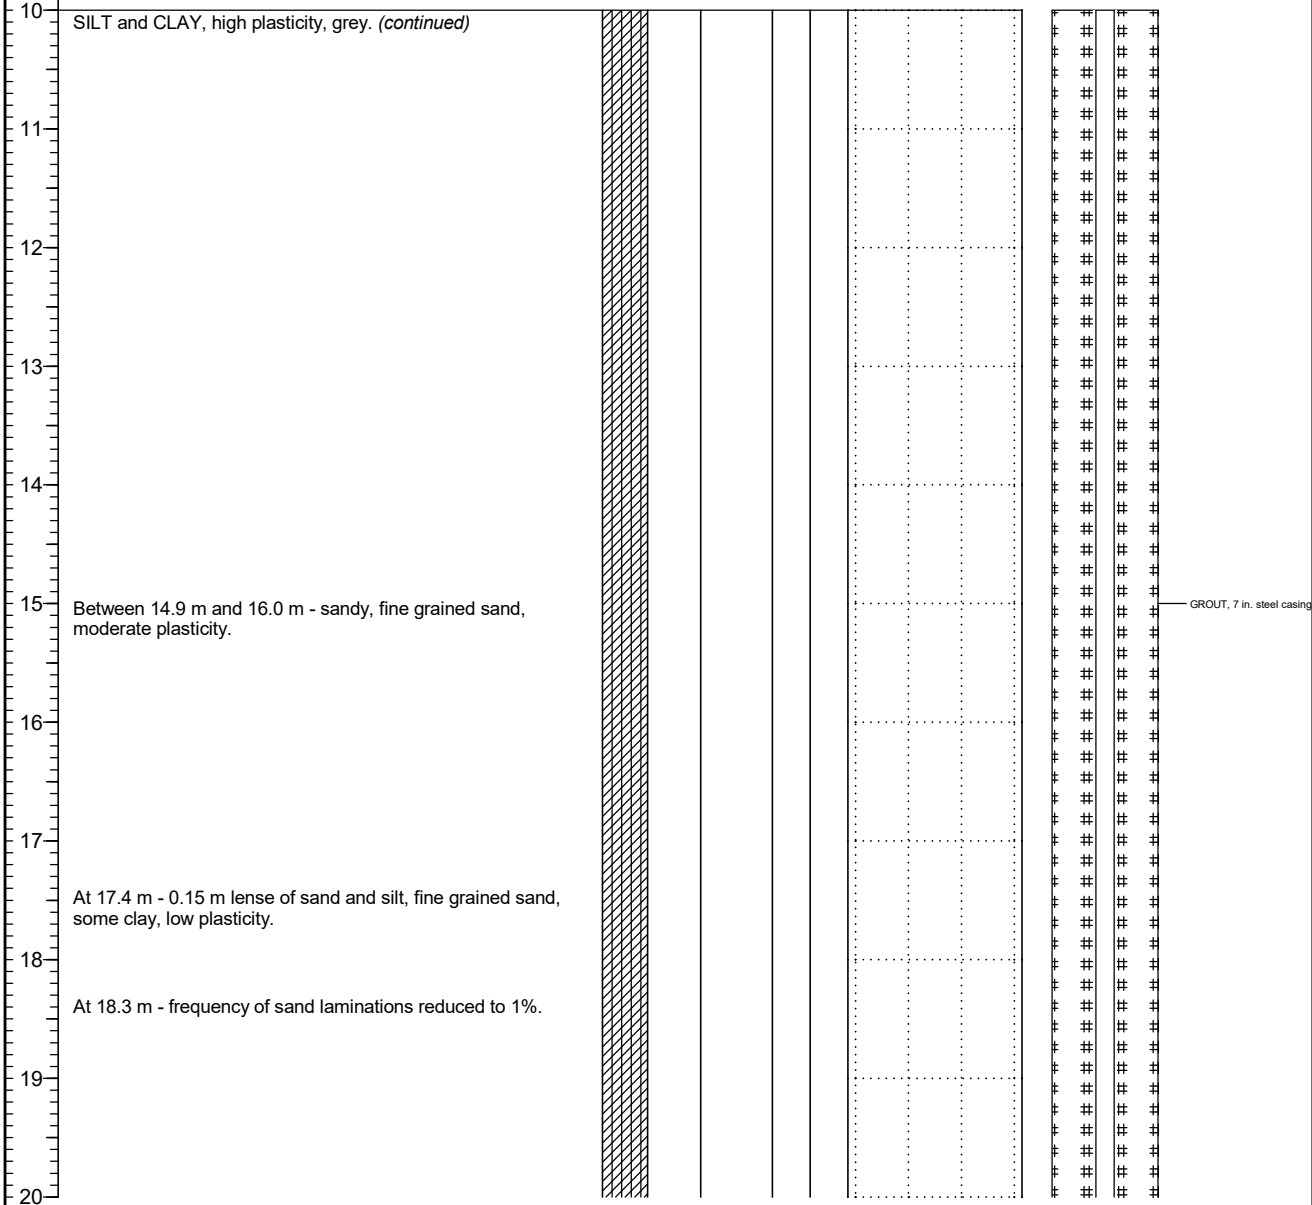 10
SILT and CLAY, high plasticity, grey. (continued)
11
12
13
14
15
Between 14.9 m and 16.0 m - sandy, fine grained sand,
moderate plasticity.
GROUT, 7 in. steel casing
16
17
At 17.4 m - 0.15 m lense of sand and silt, fine grained sand,
some clay, low plasticity.
18
At 18.3 m - frequency of sand laminations reduced to 1%.
19
20